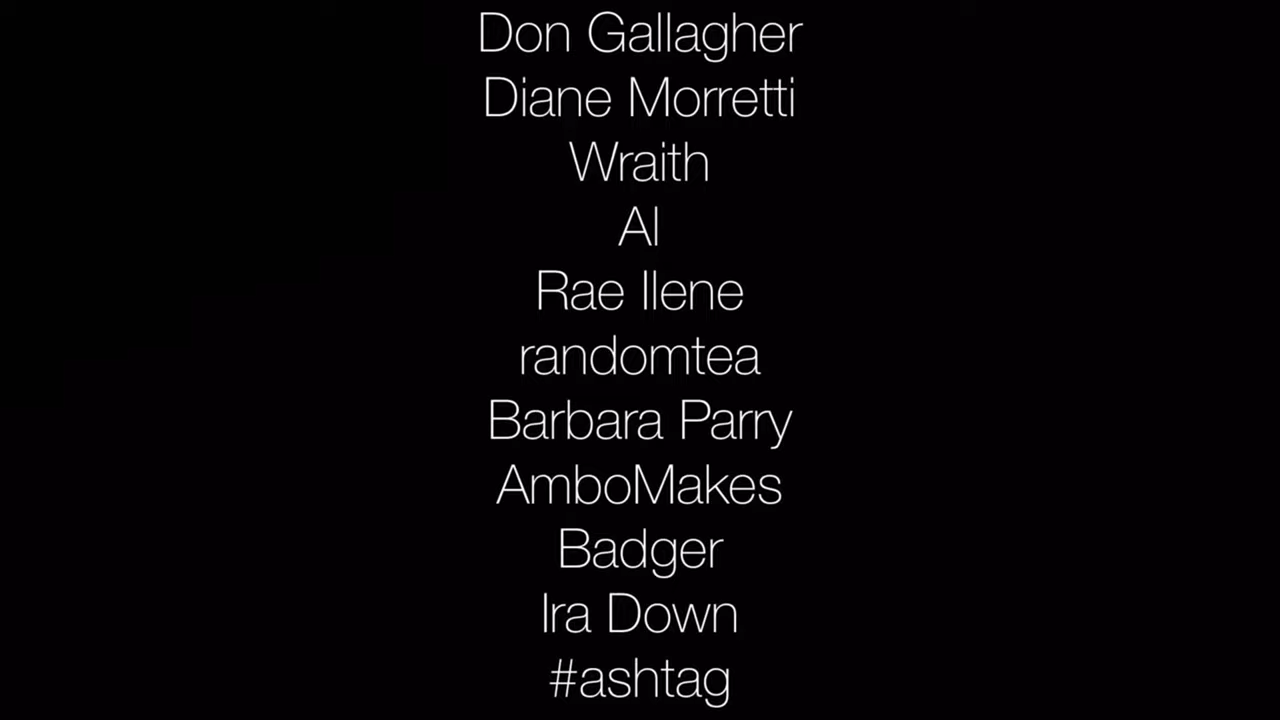 Don Gallagher
Diane Morretti
Wraith
Al
Rae Ilene
randomtea
Barbara Parry
AmboMakes
Badger
Ira Down
#ashtag